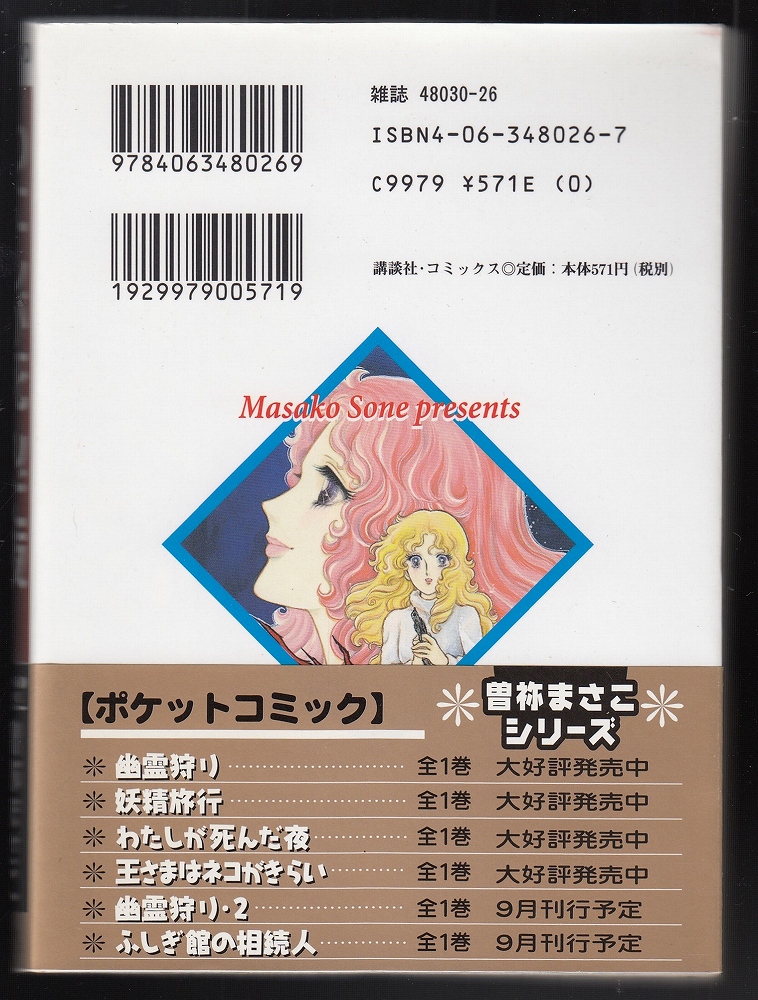 雑誌 48030-26
ISBN4-06-348026-7
C9979 ¥571E (0)
9784063480269
1929979005719
講談社・コミックス◎定価:本体571円(税別)
Masako Sone presents
【ポケットコミック】
曽祢まさこ
シリーズ
✳幽霊狩り…………………全1巻 大好評発売中
✳妖精旅行…………………全1巻 大好評発売中
✳わたしが死んだ夜…………全1巻 大好評発売中
✳王さまはネコがきらい………全1巻 大好評発売中
✳幽霊狩り・2………………全1巻 9月刊行予定
✳ふしぎ館の相続人…………全1巻 9月刊行予定